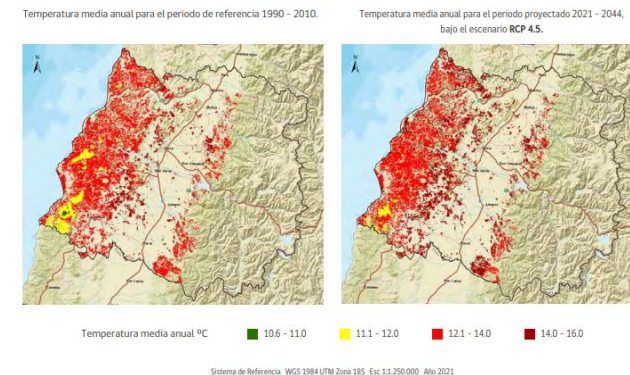 Temperatura media anual para el periodo de referencia 1990 - 2010.
Temperatura media anual para el periodo proyectado 2021 - 2044,
bajo el escenario RCP 4.5.
N
N
Temperatura media anual ºC
10.6 - 11.0
11.1 - 12.0
12.1 - 14.0
14.0 - 16.0
Sistema de Referencia WGS 1984 UTM Zona 18S Esc 1:1.250.000 Año 2021